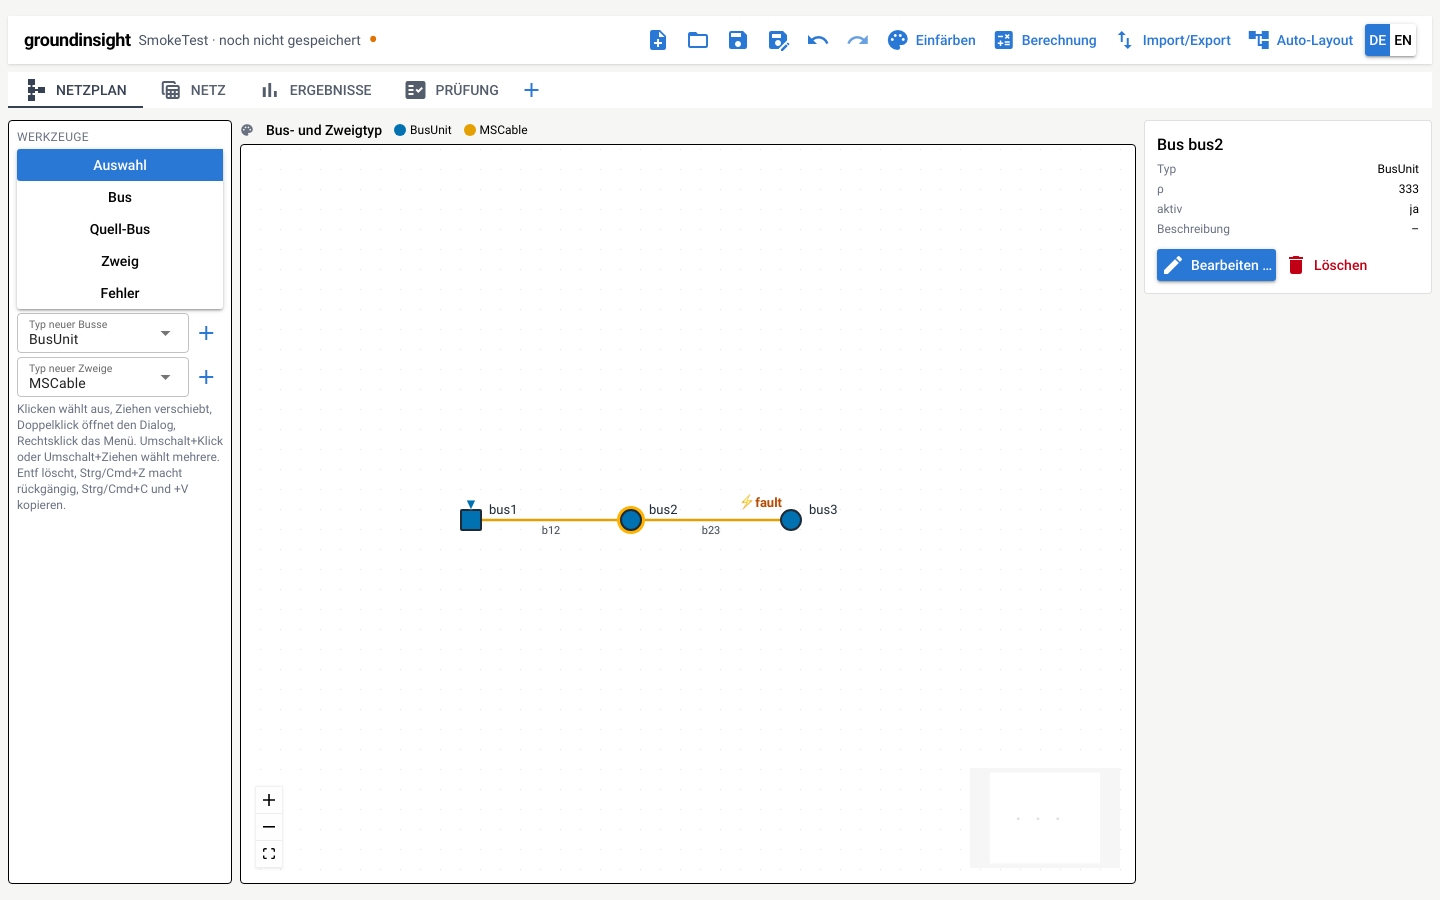 groundinsight SmokeTest · noch nicht gespeichert
Einfärben
Berechnung
Import/Export
Auto-Layout
DE EN
NETZPLAN
NETZ
ERGEBNISSE
PRÜFUNG
WERKZEUGE
Auswahl
Bus
Quell-Bus
Zweig
Fehler
Typ neuer Busse
BusUnit
Typ neuer Zweige
MSCable
Klicken wählt aus, Ziehen verschiebt,
Doppelklick öffnet den Dialog,
Rechtsklick das Menü. Umschalt+Klick
oder Umschalt+Ziehen wählt mehrere.
Entf löscht, Strg/Cmd+Z macht
rückgängig, Strg/Cmd+C und +V
kopieren.
Bus- und Zweigtyp BusUnit MSCable
bus1
b12
bus2
b23
⚡fault
bus3
Bus bus2
Typ BusUnit
ρ 333
aktiv ja
Beschreibung –
Bearbeiten ...
Löschen